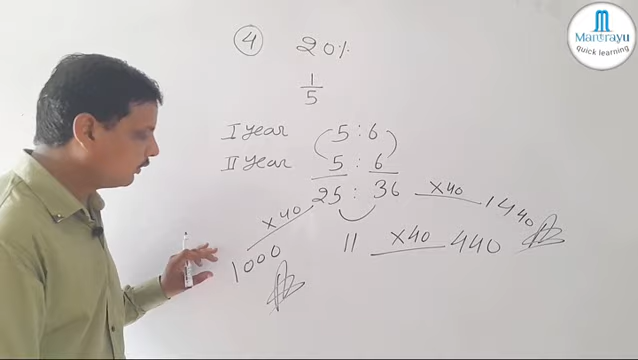 4 20%
1
5
I year 5 : 6
II year 5 : 6
25 : 36 ×40 1440
×40
11 ×40 440
1000
Mantrayu
quick learning